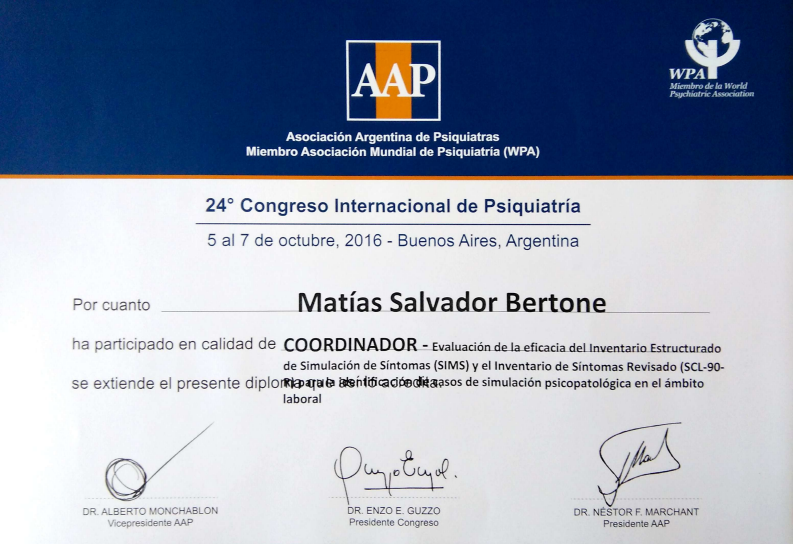 AAP
WPA
Miembro de la World
Psychiatric Association
Asociación Argentina de Psiquiatras
Miembro Asociación Mundial de Psiquiatría (WPA)
24° Congreso Internacional de Psiquiatría
5 al 7 de octubre, 2016 - Buenos Aires, Argentina
Por cuanto Matías Salvador Bertone
ha participado en calidad de COORDINADOR - Evaluación de la eficacia del Inventario Estructurado
de Simulación de Síntomas (SIMS) y el Inventario de Síntomas Revisado (SCL-90-
se extiende el presente diploma que así lo acredita.
R) para la identificación de casos de simulación psicopatológica en el ámbito
laboral
DR. ALBERTO MONCHABLON
Vicepresidente AAP
DR. ENZO E. GUZZO
Presidente Congreso
DR. NÉSTOR F. MARCHANT
Presidente AAP